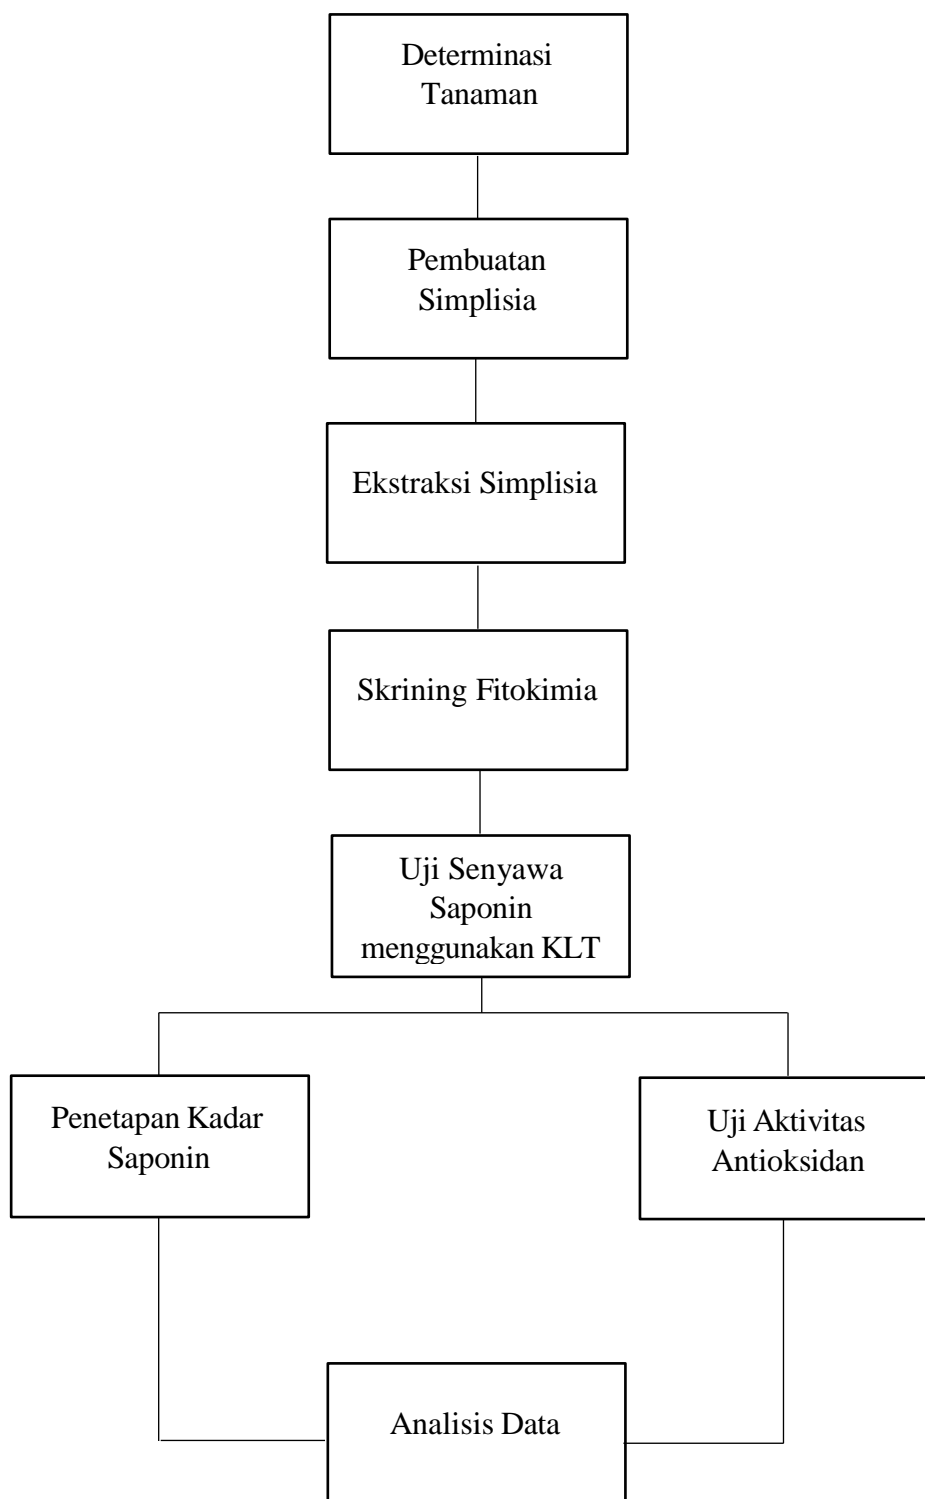 Determinasi
Tanaman
Pembuatan
Simplisia
Ekstraksi Simplisia
Skrining Fitokimia
Uji Senyawa
Saponin
menggunakan KLT
Penetapan Kadar
Saponin
Uji Aktivitas
Antioksidan
Analisis Data